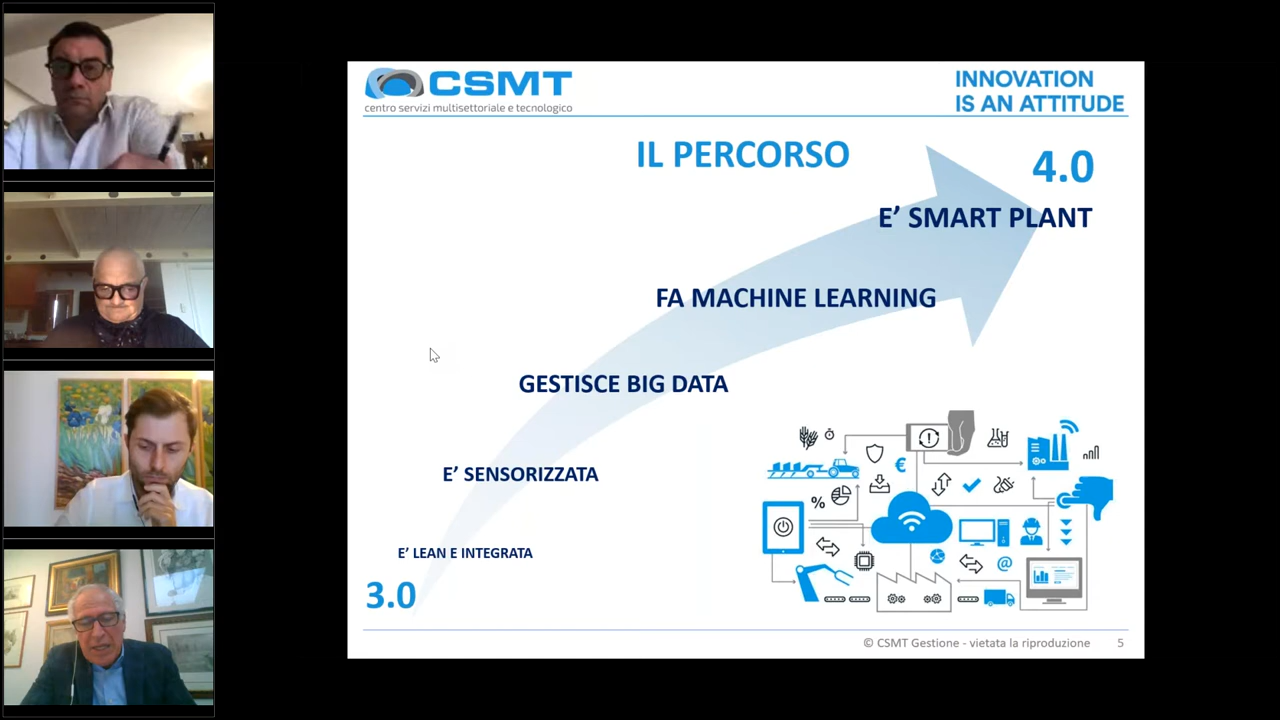 CSMT
centro servizi multisettoriale e tecnologico
INNOVATION
IS AN ATTITUDE
IL PERCORSO
4.0
E’ SMART PLANT
FA MACHINE LEARNING
GESTISCE BIG DATA
E’ SENSORIZZATA
E’ LEAN E INTEGRATA
3.0
€
%
@
© CSMT Gestione - vietata la riproduzione
5